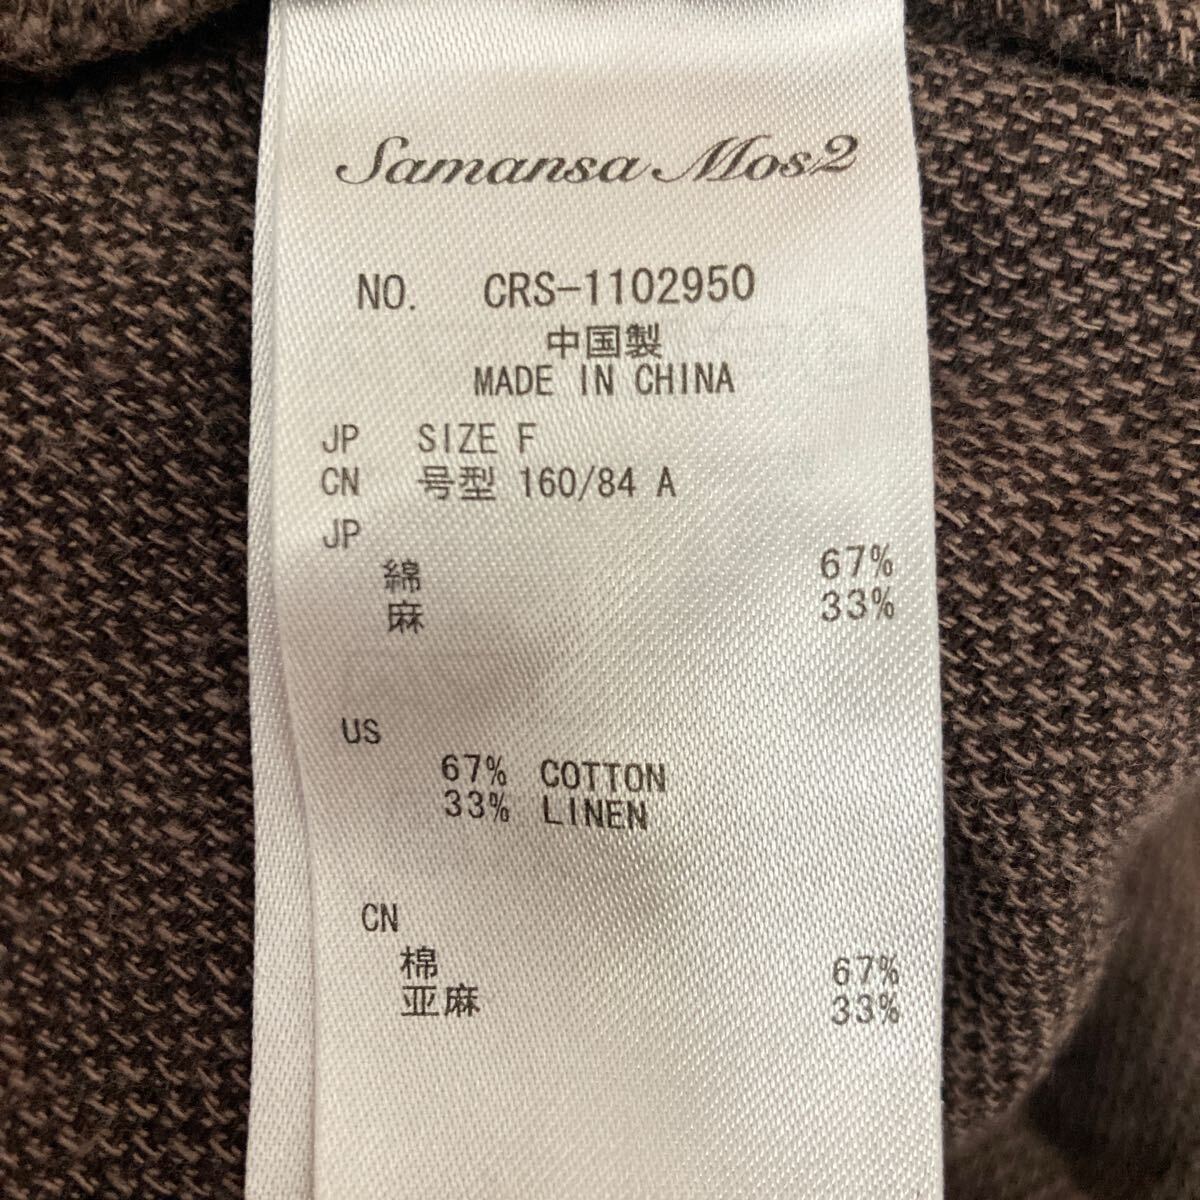 Samansa Mos2
NO. CRS-1102950
中国製
MADE IN CHINA
JP SIZE F
CN 号型 160/84 A
JP
綿 67%
麻 33%
US
67% COTTON
33% LINEN
CN
棉 67%
亚麻 33%